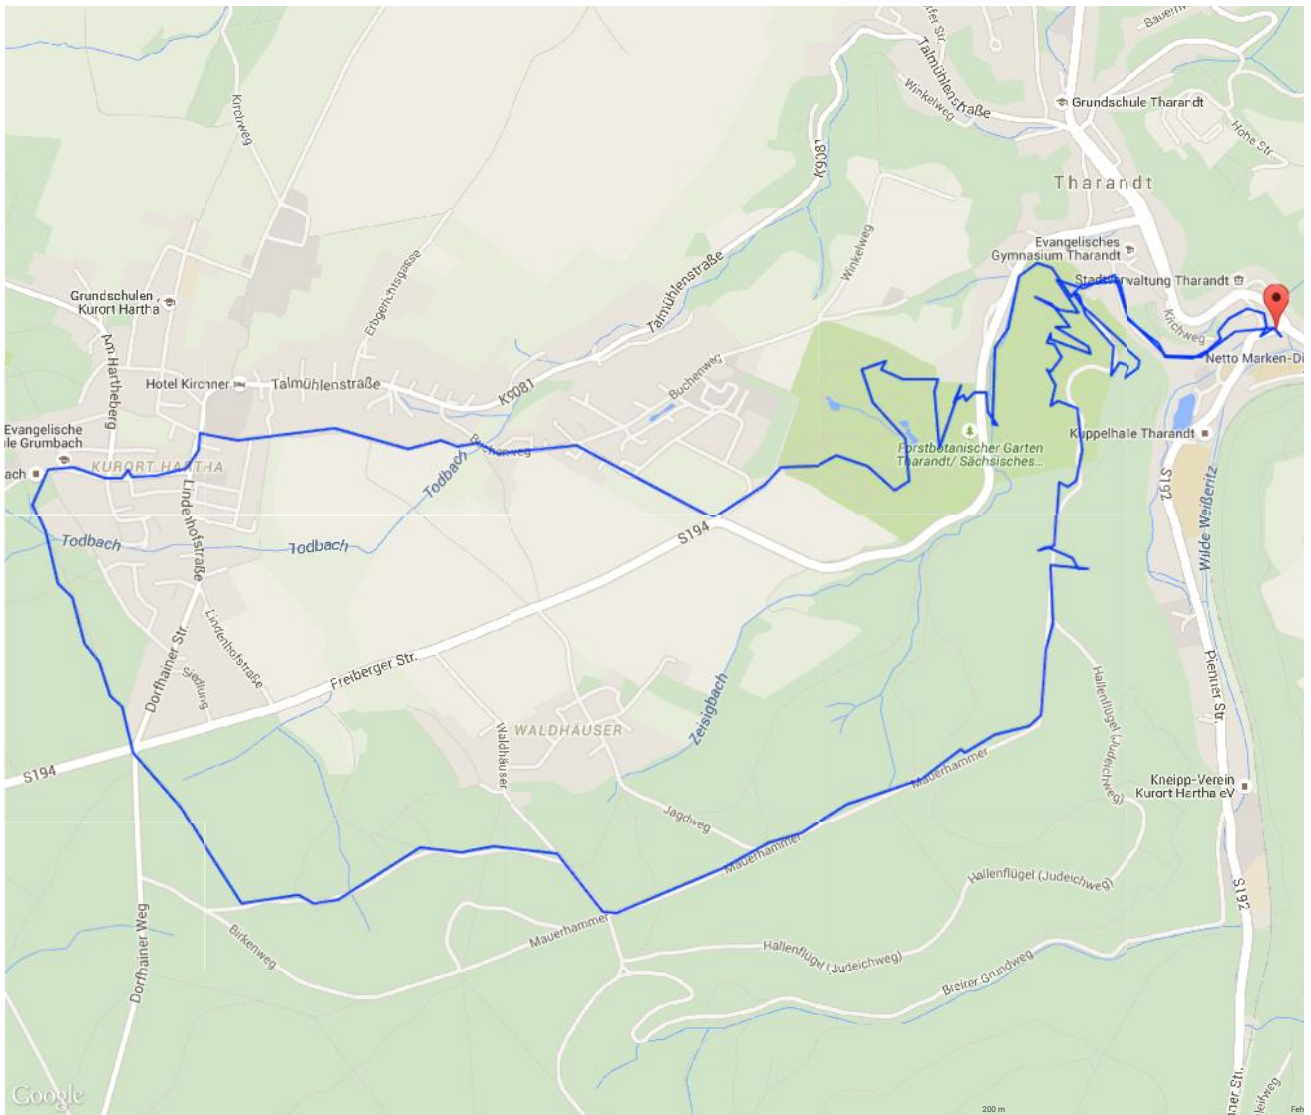 Talmühlenstraße
Winkelweg
Grundschule Tharandt
Hohe Str
Kirchweg
K9081
Tharandt
Evangelisches
Gymnasium Tharandt
Stadtverwaltung Tharandt
Kirchweg
Winkelweg
Talmühlenstraße
Erbgerichtsgasse
Grundschulen
Kurort Hartha
Am Hartheberg
Hotel Kirchner
Talmühlenstraße
K9081
Buchenweg
Netto Marken-Di
Evangelische
le Grumbach
ach
KURORT HARTHA
Buchenweg
Todbach
Forstbotanischer Garten
Tharandt/ Sächsisches...
Kuppelhalle Tharandt
S192
Wilde Weißeritz
Lindenhofstraße
Todbach
Todbach
S194
Lindenhofstraße
Dorfhainer Str.
Siedlung
Freiberger Str.
WALDHÄUSER
Waldhäuser
Zeisigbach
Hallenflügel (Judeichweg)
Pienner Str.
S194
Mauerhammer
Kneipp-Verein
Kurort Hartha eV
Jagdweg
Mauerhammer
Hallenflügel (Judeichweg)
S192
Birkenweg
Dorfhainer Weg
Mauerhammer
Hallenflügel (Judeichweg)
Breiter Grundweg
Google
200 m